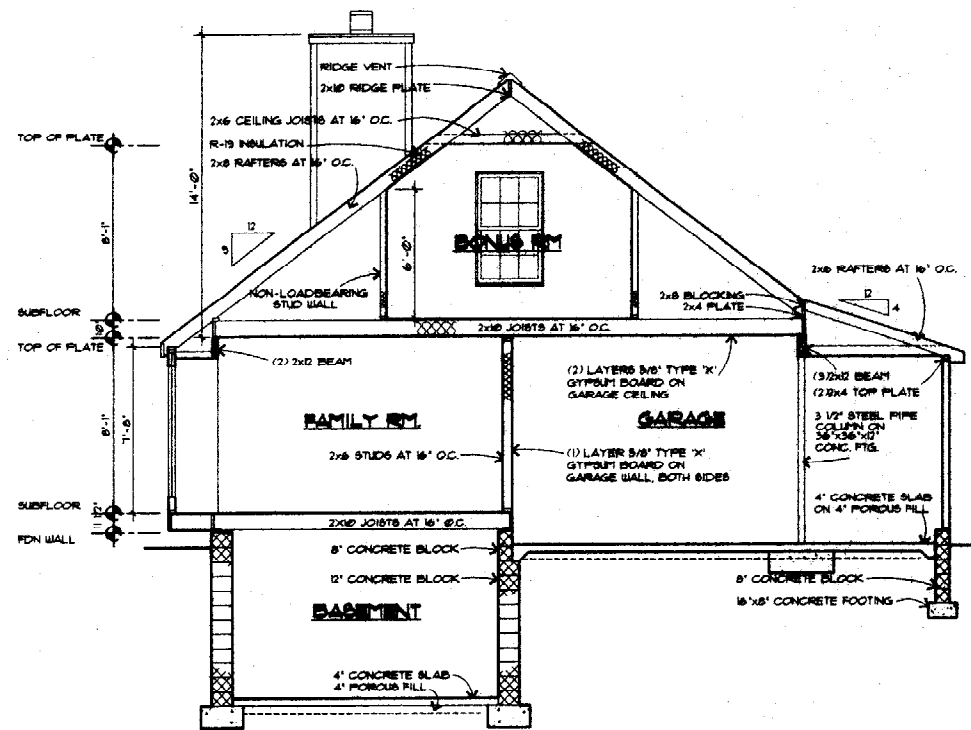 RIDGE VENT
2x10 RIDGE PLATE
2x6 CEILING JOISTS AT 16" O.C.
R-19 INSULATION
2x8 RAFTERS AT 16" O.C.
TOP OF PLATE
14'-0"
8'-1"
12
9
6'-0"
BONUS RM
NON-LOADBEARING
STUD WALL
2x6 RAFTERS AT 16" O.C.
12
4
2x8 BLOCKING
2x4 PLATE
SUBFLOOR
10"
2x10 JOISTS AT 16" O.C.
TOP OF PLATE
(2) 2x12 BEAM
(2) LAYERS 5/8" TYPE 'X'
GYPSUM BOARD ON
GARAGE CEILING
(3)2x12 BEAM
(2)2x4 TOP PLATE
3 1/2" STEEL PIPE
COLUMN ON
36"x36"x12"
CONC. FTG.
8'-1"
7'-8"
FAMILY RM.
GARAGE
2x6 STUDS AT 16" O.C.
(1) LAYER 5/8" TYPE 'X'
GYPSUM BOARD ON
GARAGE WALL, BOTH SIDES
4" CONCRETE SLAB
ON 4" POROUS FILL
SUBFLOOR
11 1/2"
2x10 JOISTS AT 16" O.C.
FDN WALL
8" CONCRETE BLOCK
12" CONCRETE BLOCK
8" CONCRETE BLOCK
16"x8" CONCRETE FOOTING
BASEMENT
4" CONCRETE SLAB
4" POROUS FILL